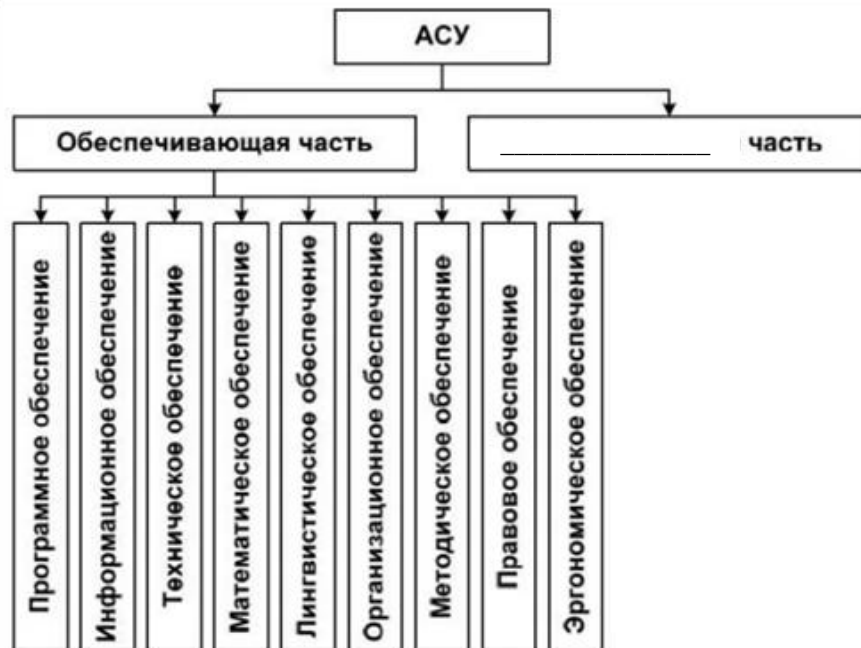 АСУ
Обеспечивающая часть
________________ часть
Программное обеспечение
Информационное обеспечение
Техническое обеспечение
Математическое обеспечение
Лингвистическое обеспечение
Организационное обеспечение
Методическое обеспечение
Правовое обеспечение
Эргономическое обеспечение